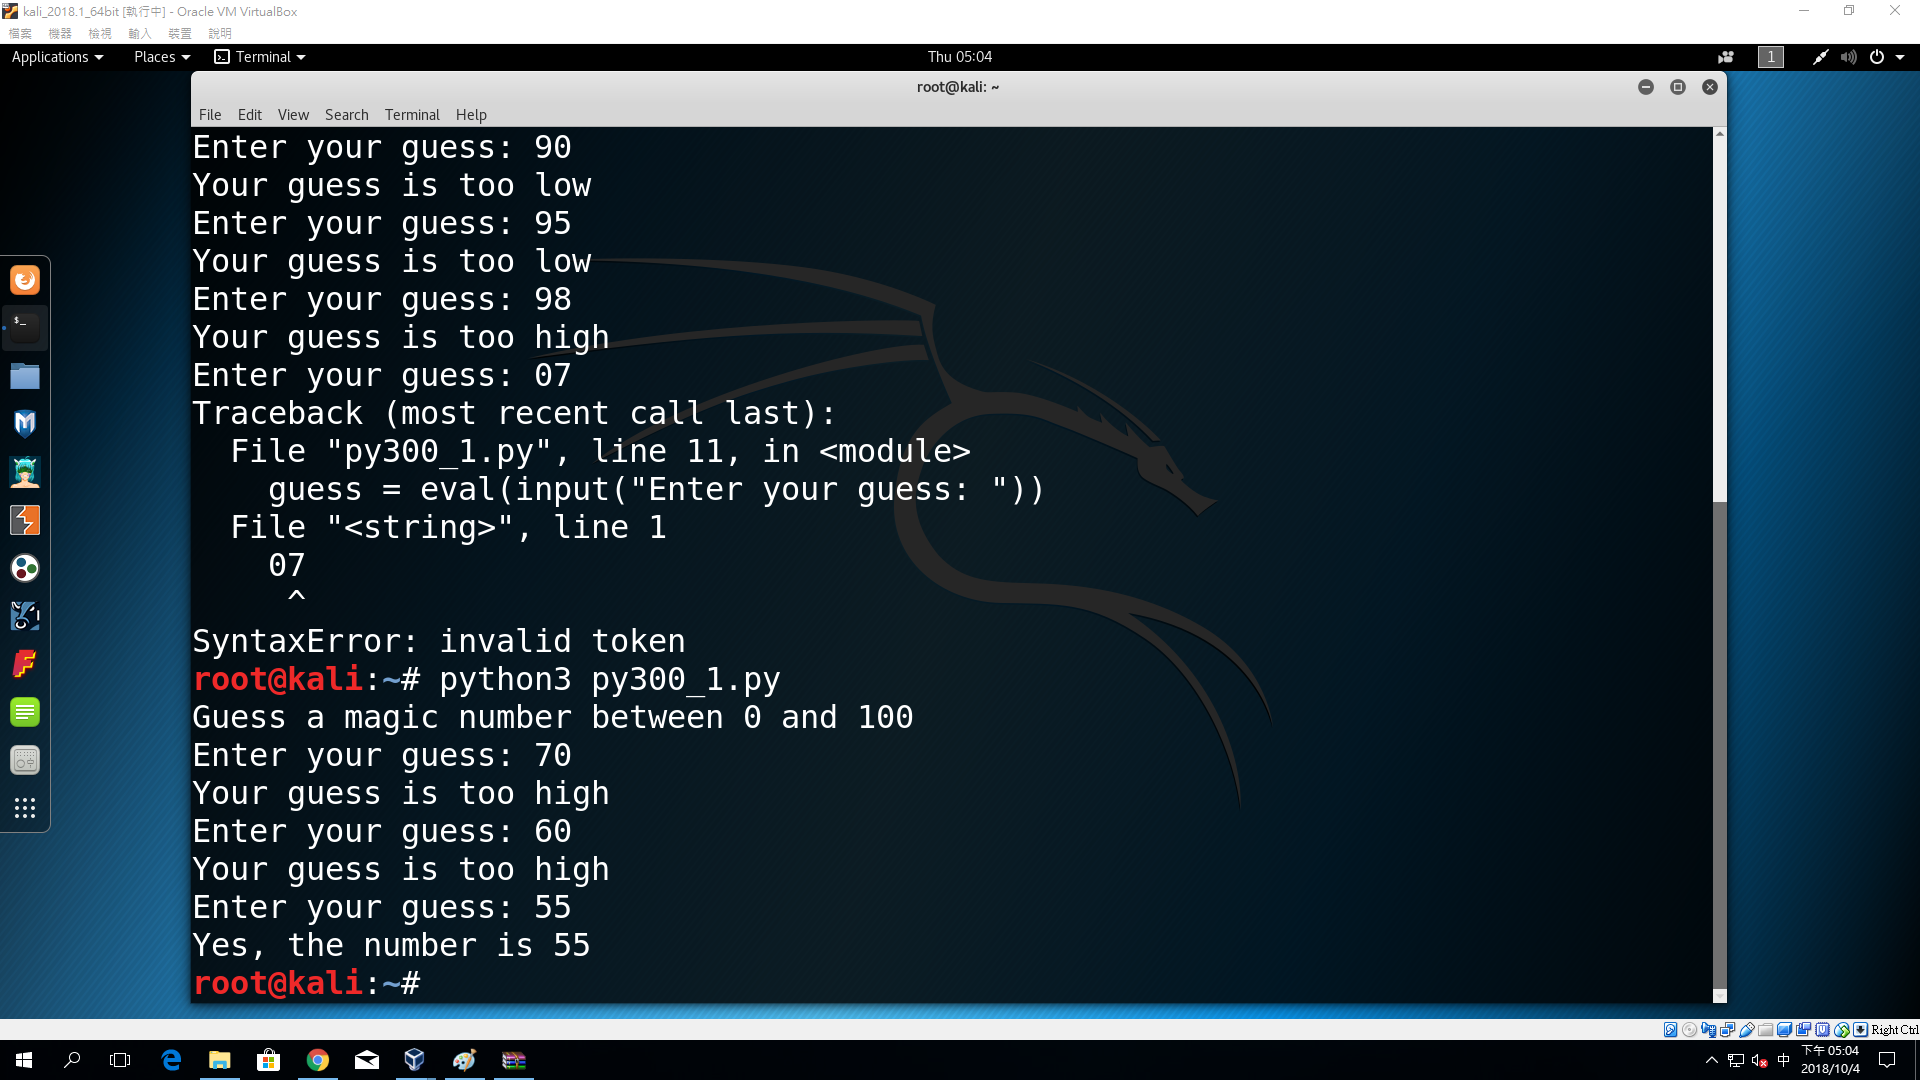 kali_2018.1_64bit [執行中] - Oracle VM VirtualBox
檔案 機器 檢視 輸入 裝置 說明
Applications Places Terminal Thu 05:04 1
root@kali: ~
File Edit View Search Terminal Help
Enter your guess: 90
Your guess is too low
Enter your guess: 95
Your guess is too low
Enter your guess: 98
Your guess is too high
Enter your guess: 07
Traceback (most recent call last):
  File "py300_1.py", line 11, in <module>
    guess = eval(input("Enter your guess: "))
  File "<string>", line 1
    07
     ^
SyntaxError: invalid token
root@kali:~# python3 py300_1.py
Guess a magic number between 0 and 100
Enter your guess: 70
Your guess is too high
Enter your guess: 60
Your guess is too high
Enter your guess: 55
Yes, the number is 55
root@kali:~#
Right Ctrl
中 下午 05:04
2018/10/4